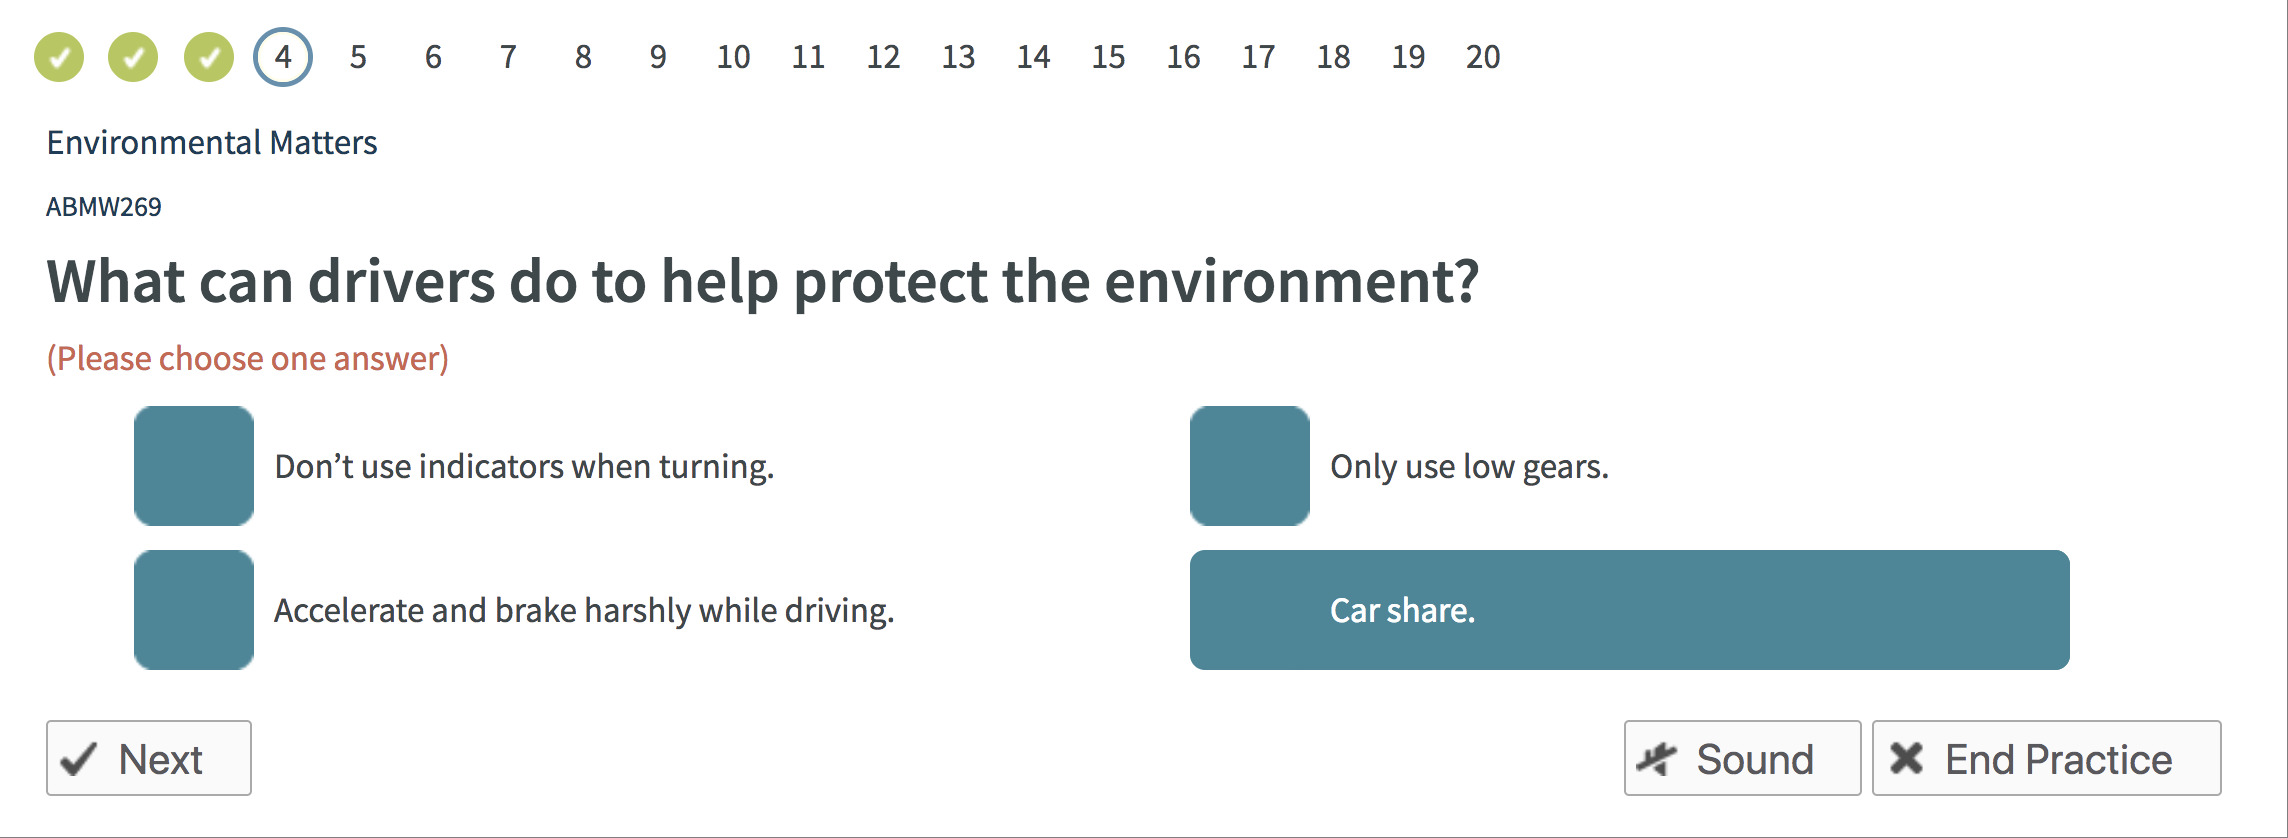 4 5 6 7 8 9 10 11 12 13 14 15 16 17 18 19 20
Environmental Matters
ABMW269
What can drivers do to help protect the environment?
(Please choose one answer)
Don’t use indicators when turning.
Only use low gears.
Accelerate and brake harshly while driving.
Car share.
Next
Sound
End Practice